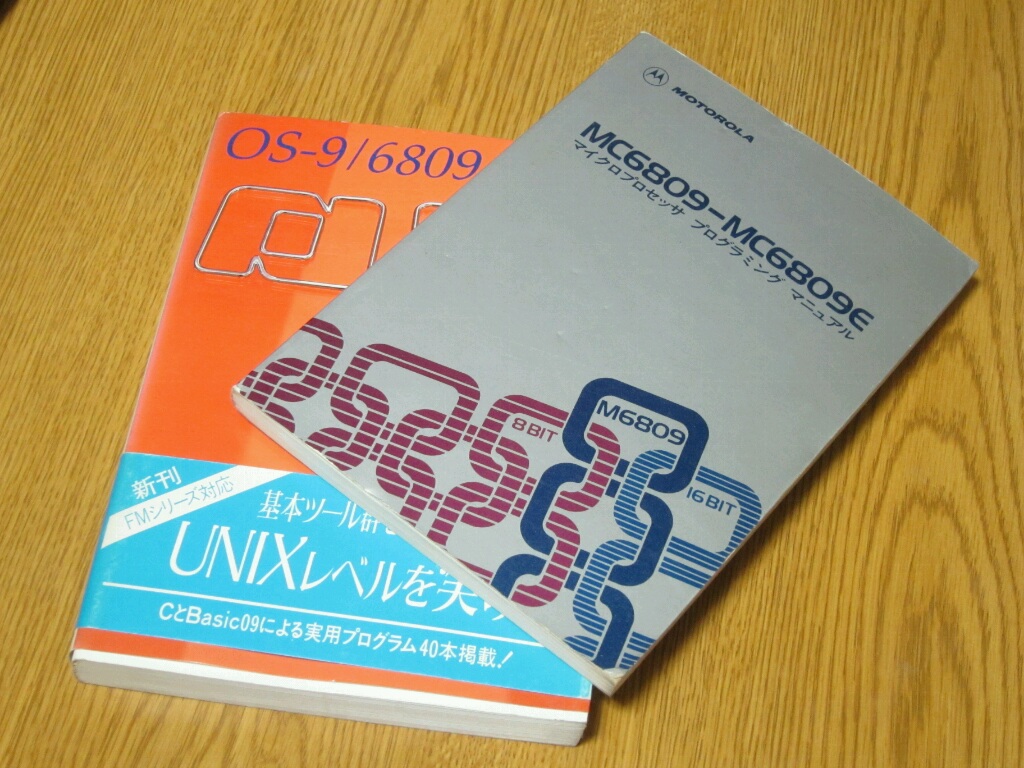 OS-9/6809
新刊
FMシリーズ対応
基本ツール群
UNIXレベルを実
CとBasic09による実用プログラム40本掲載!
MOTOROLA
MC6809-MC6809E
マイクロプロセッサ プログラミング マニュアル
8 BIT
M6809
16 BIT